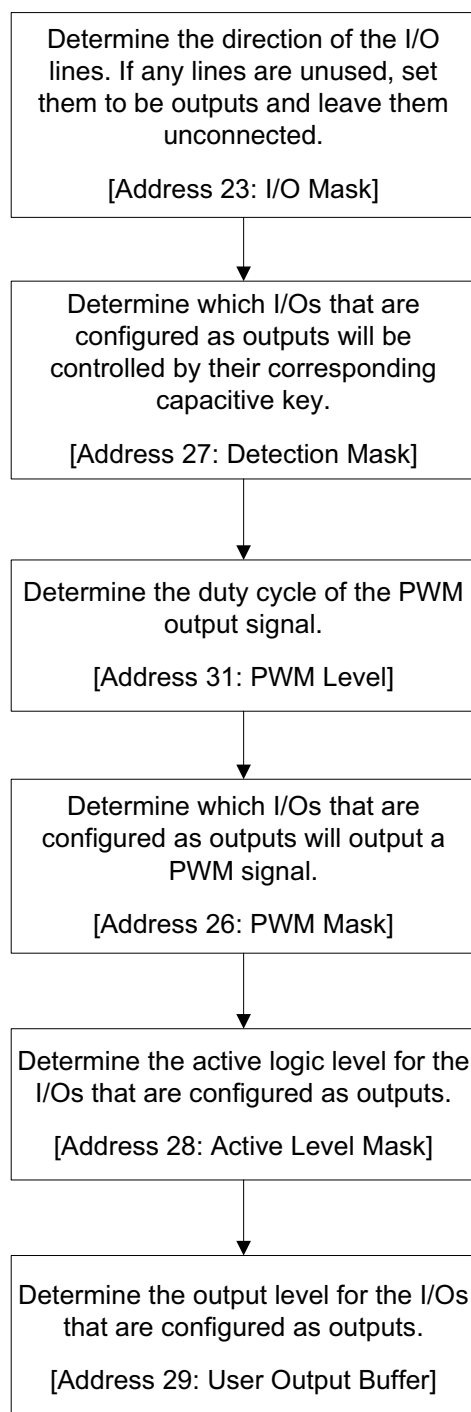 Determine the direction of the I/O
lines. If any lines are unused, set
them to be outputs and leave them
unconnected.
[Address 23: I/O Mask]
Determine which I/Os that are
configured as outputs will be
controlled by their corresponding
capacitive key.
[Address 27: Detection Mask]
Determine the duty cycle of the PWM
output signal.
[Address 31: PWM Level]
Determine which I/Os that are
configured as outputs will output a
PWM signal.
[Address 26: PWM Mask]
Determine the active logic level for the
I/Os that are configured as outputs.
[Address 28: Active Level Mask]
Determine the output level for the I/Os
that are configured as outputs.
[Address 29: User Output Buffer]